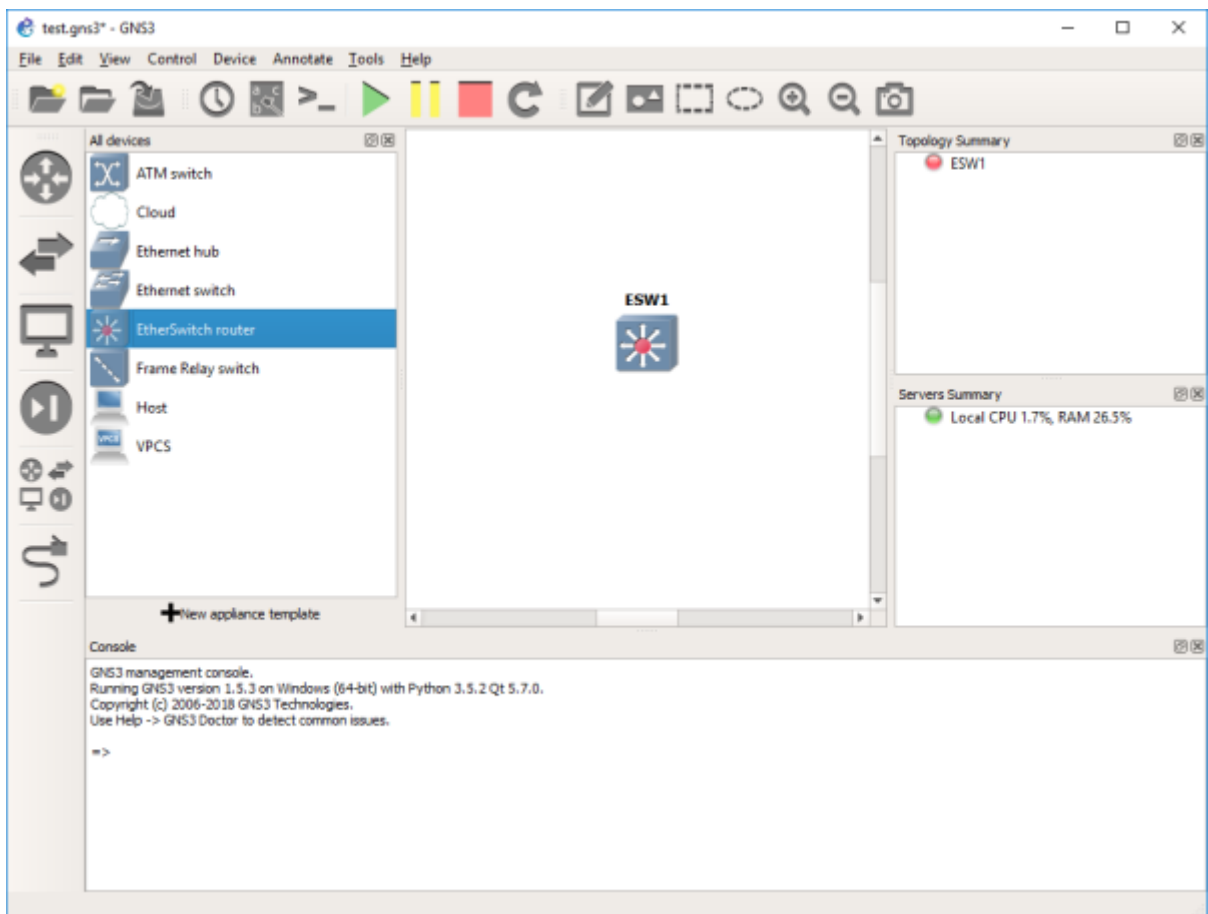 test.gns3* - GNS3
File Edit View Control Device Annotate Tools Help
All devices
ATM switch
Cloud
Ethernet hub
Ethernet switch
EtherSwitch router
Frame Relay switch
Host
VPCS
VPCS
New appliance template
ESW1
Topology Summary
ESW1
Servers Summary
Local CPU 1.7%, RAM 26.5%
Console
GNS3 management console.
Running GNS3 version 1.5.3 on Windows (64-bit) with Python 3.5.2 Qt 5.7.0.
Copyright (c) 2006-2018 GNS3 Technologies.
Use Help -> GNS3 Doctor to detect common issues.
=>